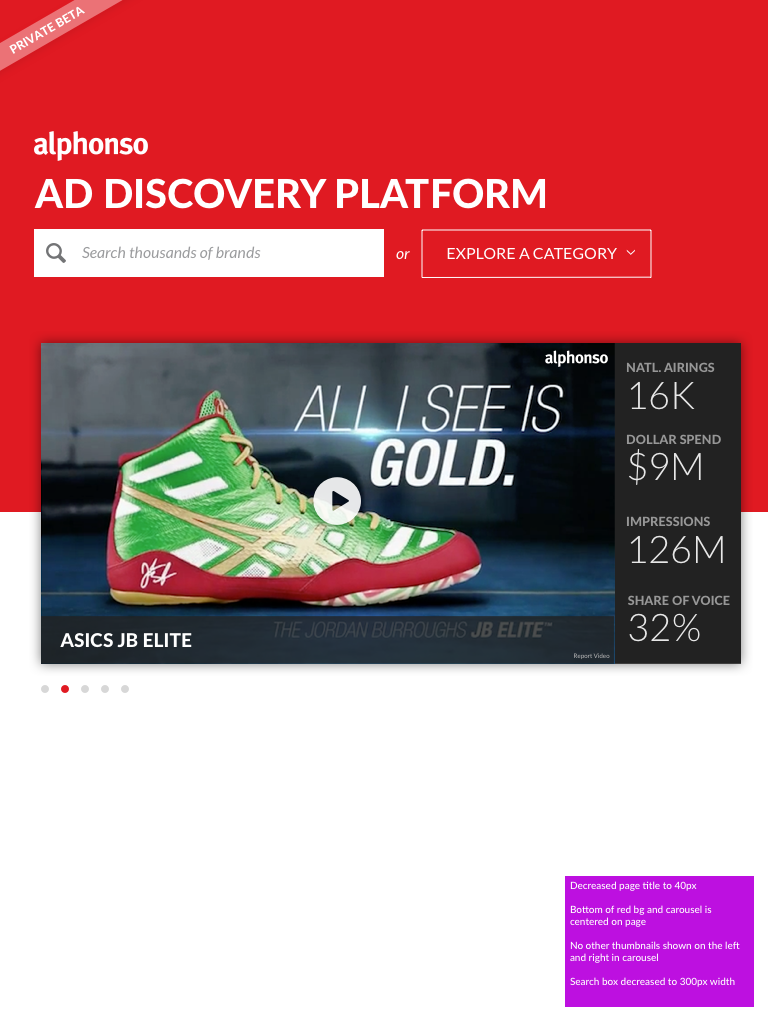 PRIVATE BETA
alphonso
AD DISCOVERY PLATFORM
Search thousands of brands
or
EXPLORE A CATEGORY
alphonso
ALL I SEE IS
GOLD.
THE JORDAN BURROUGHS JB ELITE™
ASICS JB ELITE
Report Video
NATL. AIRINGS
16K
DOLLAR SPEND
$9M
IMPRESSIONS
126M
SHARE OF VOICE
32%
Decreased page title to 40px
Bottom of red bg and carousel is
centered on page
No other thumbnails shown on the left
and right in carousel
Search box decreased to 300px width